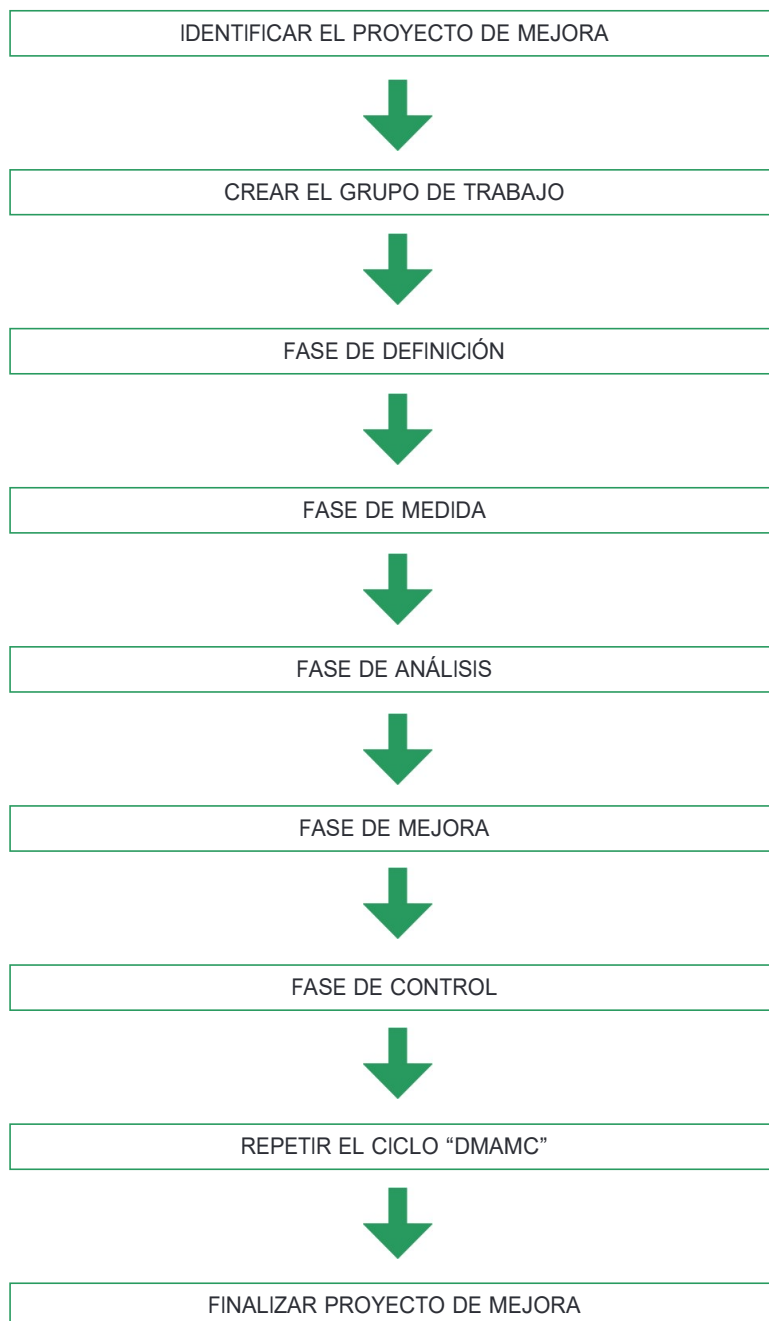 IDENTIFICAR EL PROYECTO DE MEJORA
CREAR EL GRUPO DE TRABAJO
FASE DE DEFINICIÓN
FASE DE MEDIDA
FASE DE ANÁLISIS
FASE DE MEJORA
FASE DE CONTROL
REPETIR EL CICLO “DMAMC”
FINALIZAR PROYECTO DE MEJORA